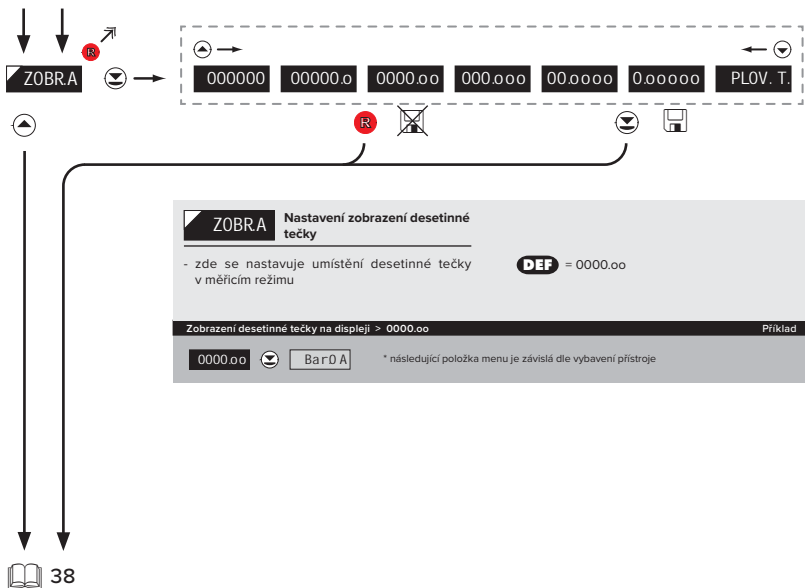 R
ZOBR.A
000000 00000.o 0000.oo 000.ooo 00.oooo 0.ooooo PLOV. T.
R
ZOBR.A Nastavení zobrazení desetinné
tečky
- zde se nastavuje umístění desetinné tečky
v měřicím režimu
DEF = 0000.oo
Zobrazení desetinné tečky na displeji > 0000.oo Příklad
0000.oo Bar0 A * následující položka menu je závislá dle vybavení přístroje
38